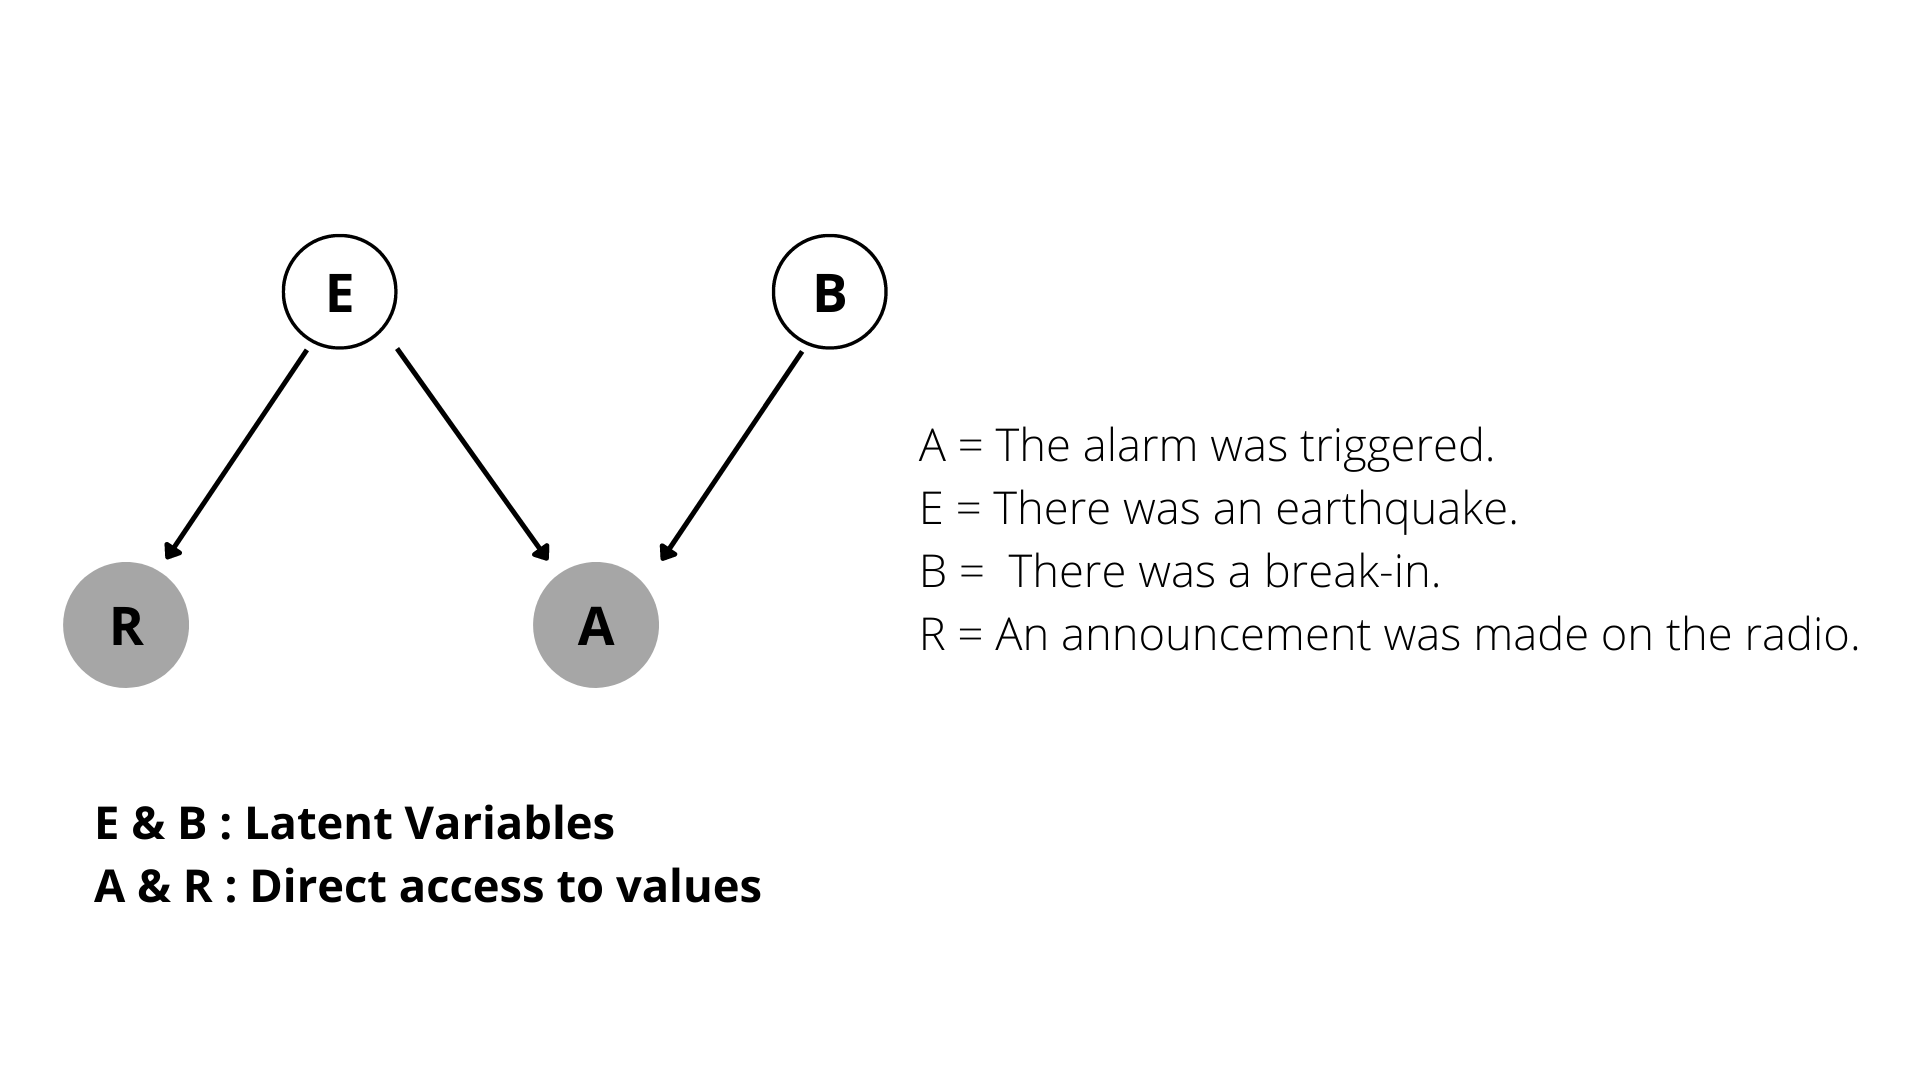 E
B
R
A
A = The alarm was triggered.
E = There was an earthquake.
B = There was a break-in.
R = An announcement was made on the radio.
E & B : Latent Variables
A & R : Direct access to values